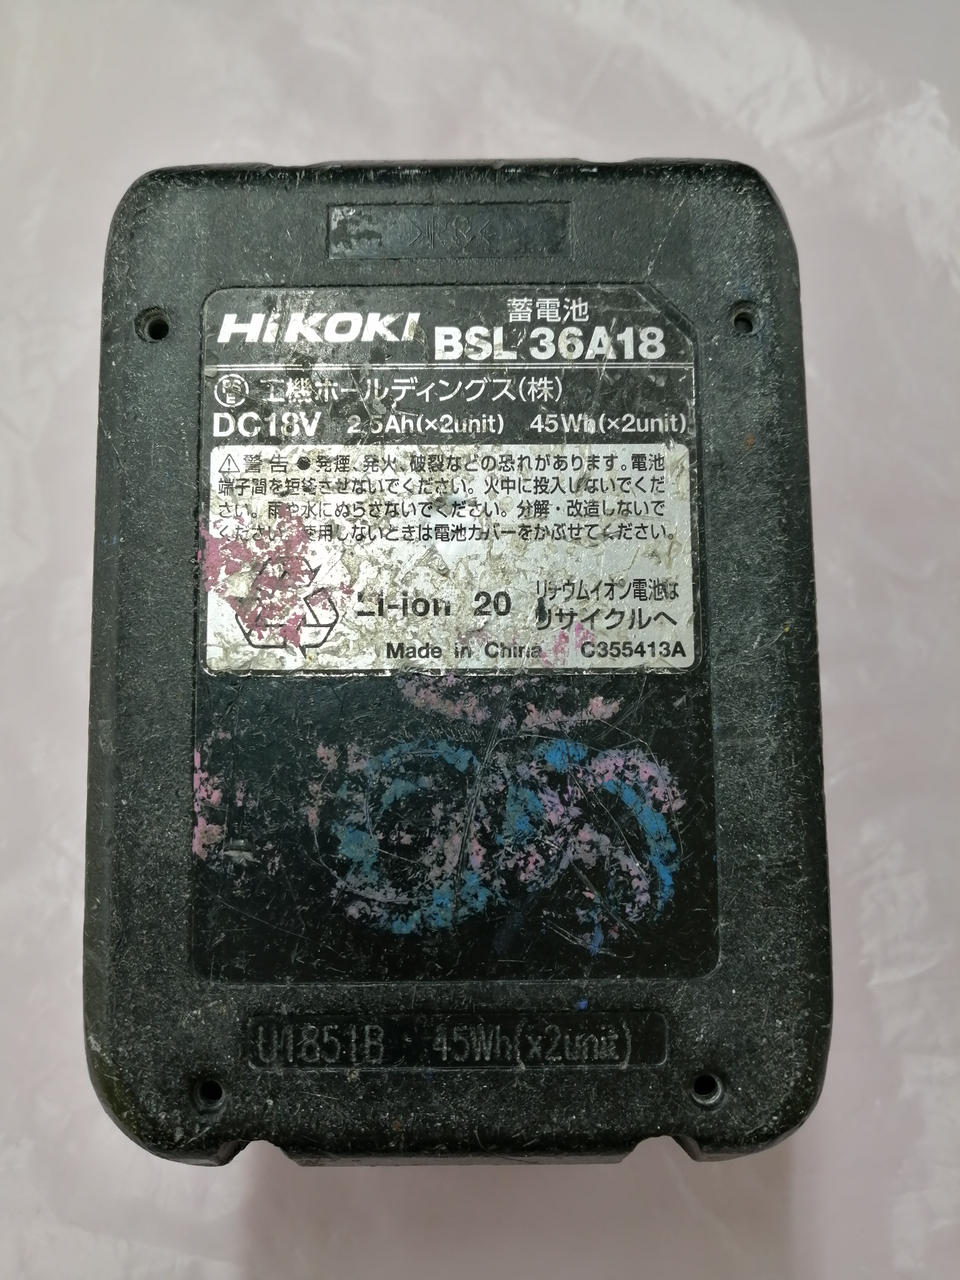 HiKOKI
蓄電池
BSL 36A18
PSE 工機ホールディングス(株)
DC18V 2.5Ah(×2unit) 45Wh(×2unit)
⚠警告 ●発煙、発火、破裂などの恐れがあります。電池
端子間を短絡させないでください。火中に投入しないでくだ
さい。雨や水にぬらさないでください。分解・改造しないで
ください。使用しないときは電池カバーをかぶせてください。
Li-ion 20 リチウムイオン電池は
リサイクルへ
Made in China C355413A
U1851B 45Wh(x2unit)